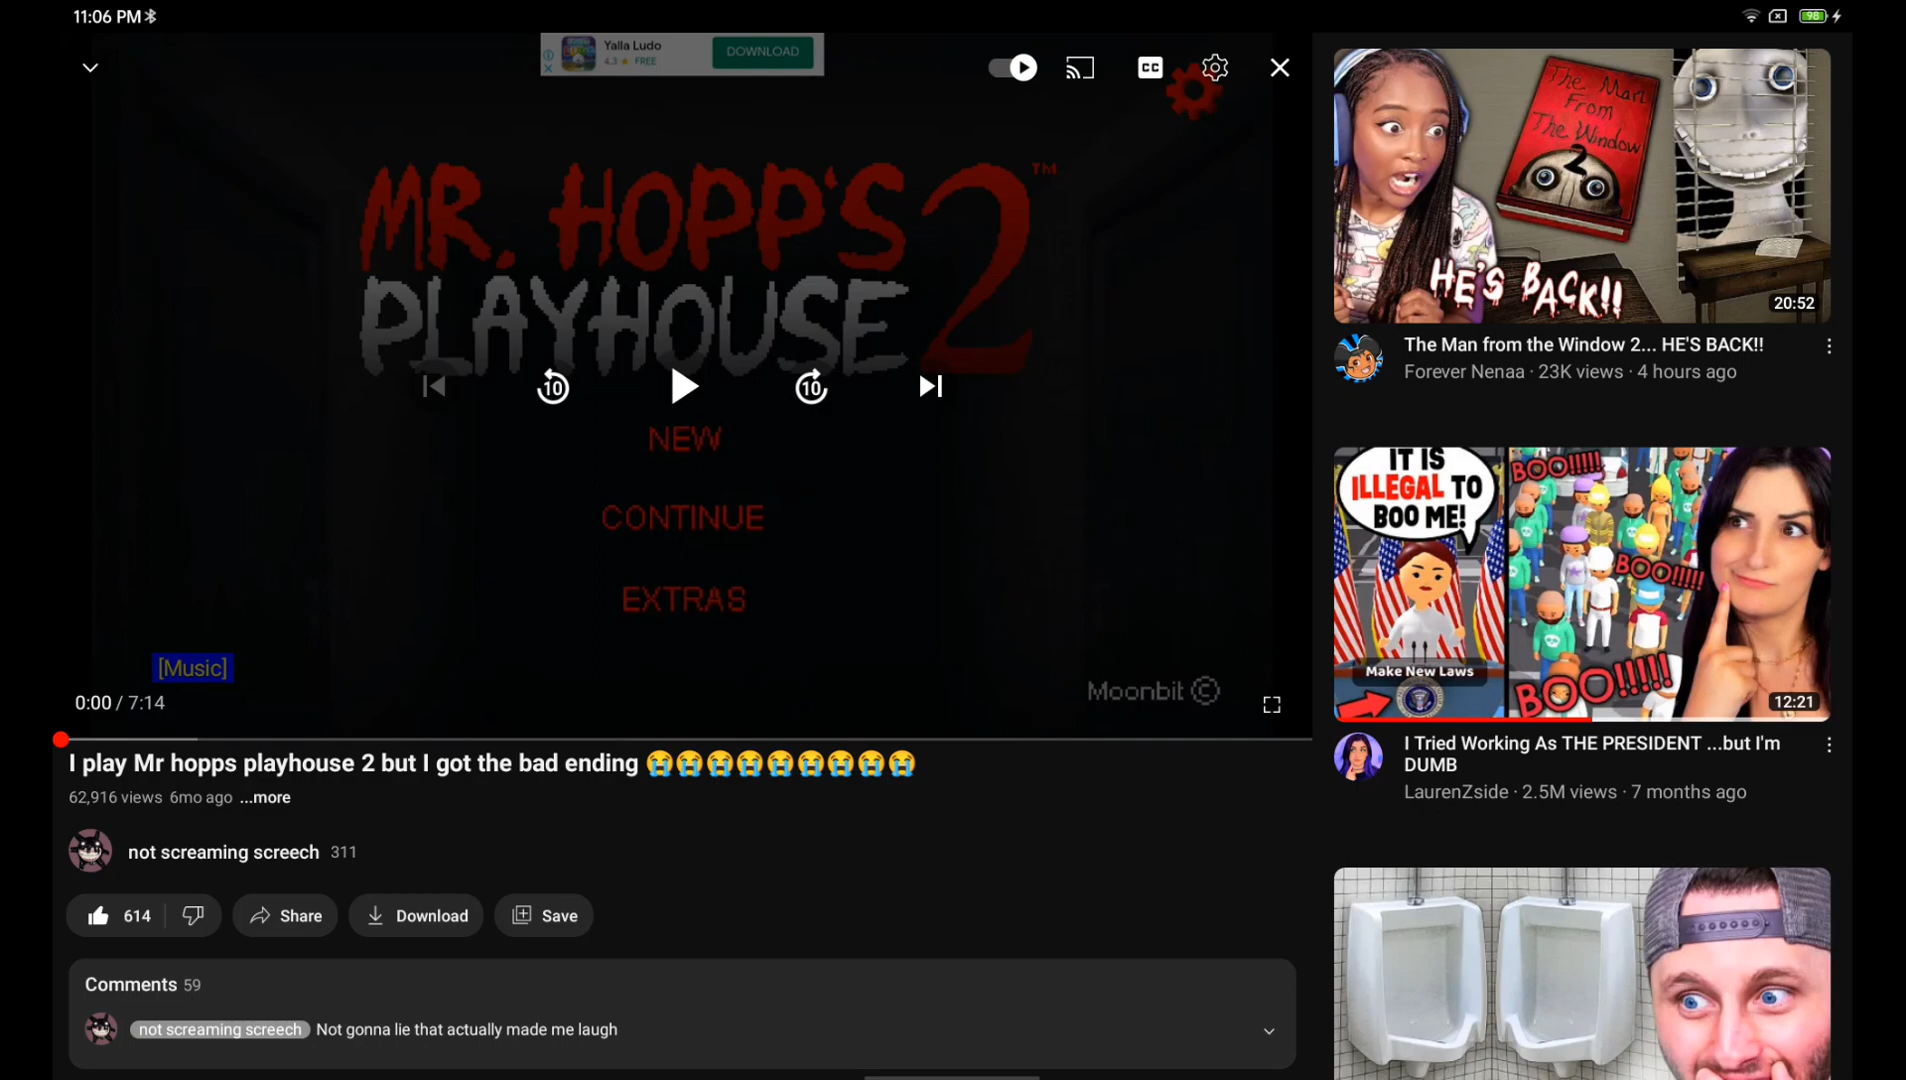 11:06 PM
98
Yalla Ludo
4.3 ★ FREE
DOWNLOAD
CC
MR. HOPP'S
PLAYHOUSE 2™
10
10
NEW
CONTINUE
EXTRAS
[Music]
Moonbit ©
0:00 / 7:14
I play Mr hopps playhouse 2 but I got the bad ending 😭😭😭😭😭😭😭😭😭
62,916 views 6mo ago ...more
not screaming screech 311
614
Share
Download
Save
Comments 59
not screaming screech Not gonna lie that actually made me laugh
The Man
From
The Window
2
HE'S BACK!!
20:52
The Man from the Window 2... HE'S BACK!!
Forever Nenaa · 23K views · 4 hours ago
IT IS
ILLEGAL TO
BOO ME!
BOO!!!!!
BOO!!!!!
BOO!!!!!
Make New Laws
12:21
I Tried Working As THE PRESIDENT ...but I'm
DUMB
LaurenZside · 2.5M views · 7 months ago